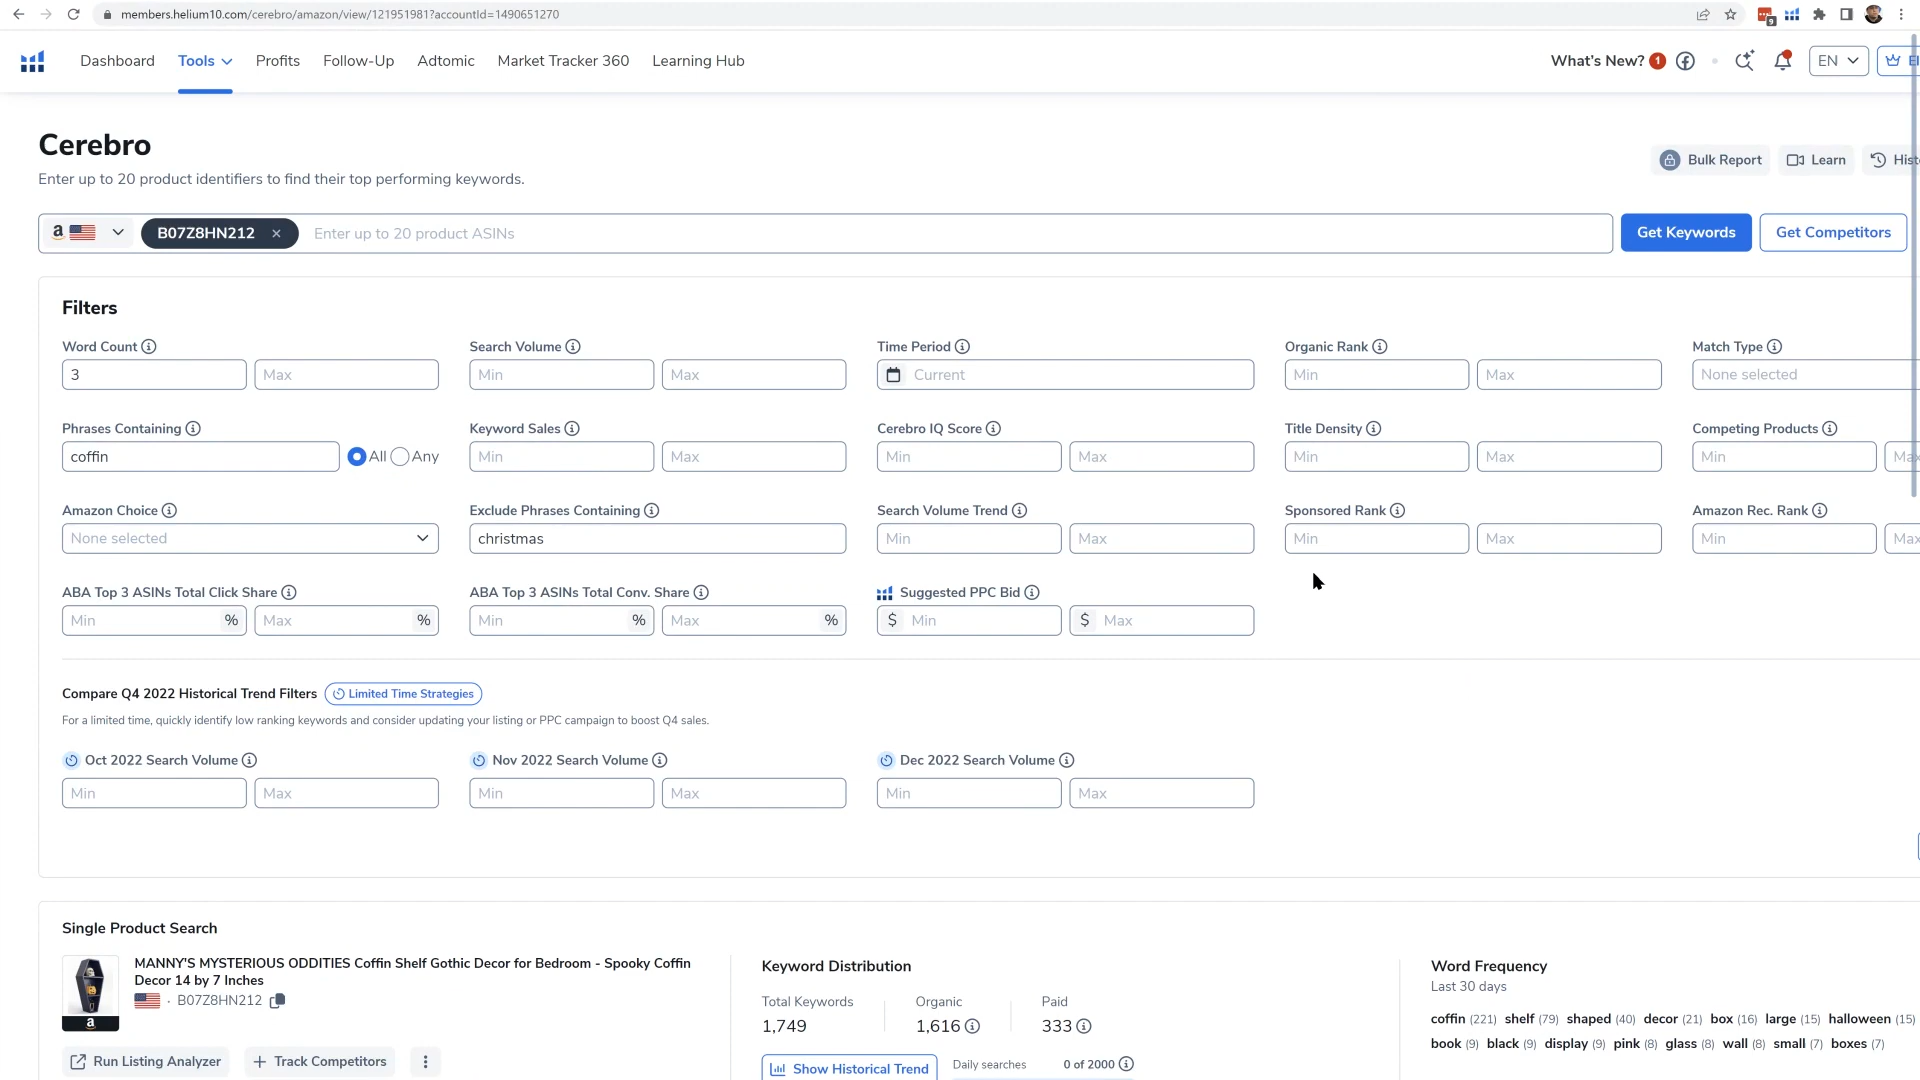 members.helium10.com/cerebro/amazon/view/121951981?accountId=1490651270
9
Dashboard Tools Profits Follow-Up Adtomic Market Tracker 360 Learning Hub What's New? 1 EN
Cerebro
Enter up to 20 product identifiers to find their top performing keywords.
Bulk Report Learn
a B07Z8HN212 × Enter up to 20 product ASINs Get Keywords Get Competitors
Filters
Word Count Search Volume Time Period Organic Rank Match Type
3 Max Min Max Current Min Max None selected
Phrases Containing Keyword Sales Cerebro IQ Score Title Density Competing Products
coffin All Any Min Max Min Max Min Max Min
Amazon Choice Exclude Phrases Containing Search Volume Trend Sponsored Rank Amazon Rec. Rank
None selected christmas Min Max Min Max Min
ABA Top 3 ASINs Total Click Share ABA Top 3 ASINs Total Conv. Share Suggested PPC Bid
Min % Max % Min % Max % $ Min $ Max
Compare Q4 2022 Historical Trend Filters Limited Time Strategies
For a limited time, quickly identify low ranking keywords and consider updating your listing or PPC campaign to boost Q4 sales.
Oct 2022 Search Volume Nov 2022 Search Volume Dec 2022 Search Volume
Min Max Min Max Min Max
Single Product Search
MANNY'S MYSTERIOUS ODDITIES Coffin Shelf Gothic Decor for Bedroom - Spooky Coffin
Decor 14 by 7 Inches
· B07Z8HN212
a
Run Listing Analyzer + Track Competitors
Keyword Distribution
Total Keywords Organic Paid
1,749 1,616 333
Show Historical Trend Daily searches 0 of 2000
Word Frequency
Last 30 days
coffin (221) shelf (79) shaped (40) decor (21) box (16) large (15) halloween (15)
book (9) black (9) display (9) pink (8) glass (8) wall (8) small (7) boxes (7)